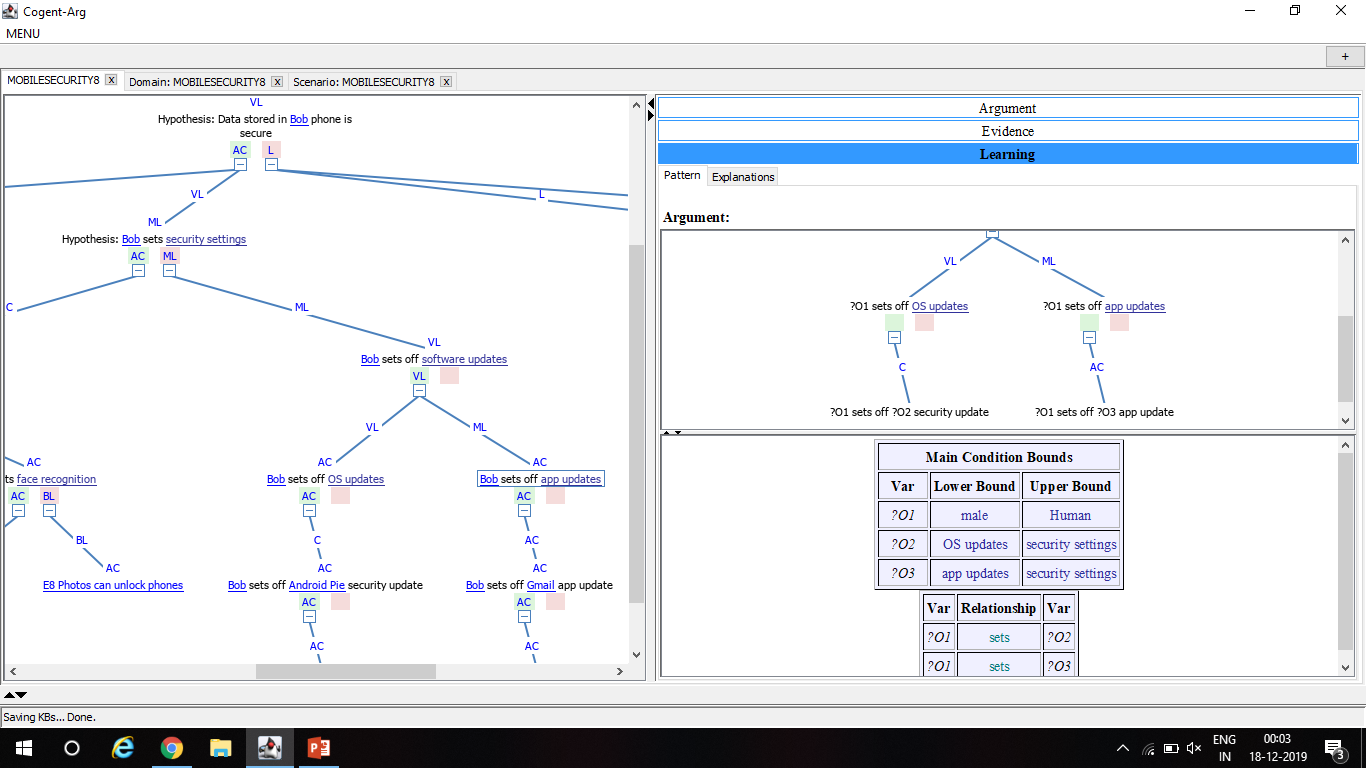 Cogent-Arg
MENU
+
MOBILESECURITY8 x
Domain: MOBILESECURITY8 x
Scenario: MOBILESECURITY8 x
VL
Hypothesis: Data stored in Bob phone is
secure
AC L
VL
L
ML
Hypothesis: Bob sets security settings
AC ML
C
ML
VL
Bob sets off software updates
VL
VL ML
AC
ts face recognition
AC BL
BL
AC
E8 Photos can unlock phones
AC
Bob sets off OS updates
AC
C
AC
Bob sets off Android Pie security update
AC
AC
AC
Bob sets off app updates
AC
AC
AC
Bob sets off Gmail app update
AC
AC
Argument
Evidence
Learning
Pattern Explanations
Argument:
VL ML
?O1 sets off OS updates ?O1 sets off app updates
C AC
?O1 sets off ?O2 security update ?O1 sets off ?O3 app update
Main Condition Bounds
Var Lower Bound Upper Bound
?O1 male Human
?O2 OS updates security settings
?O3 app updates security settings
Var Relationship Var
?O1 sets ?O2
?O1 sets ?O3
Saving KBs... Done.
ENG
IN
00:03
18-12-2019
3